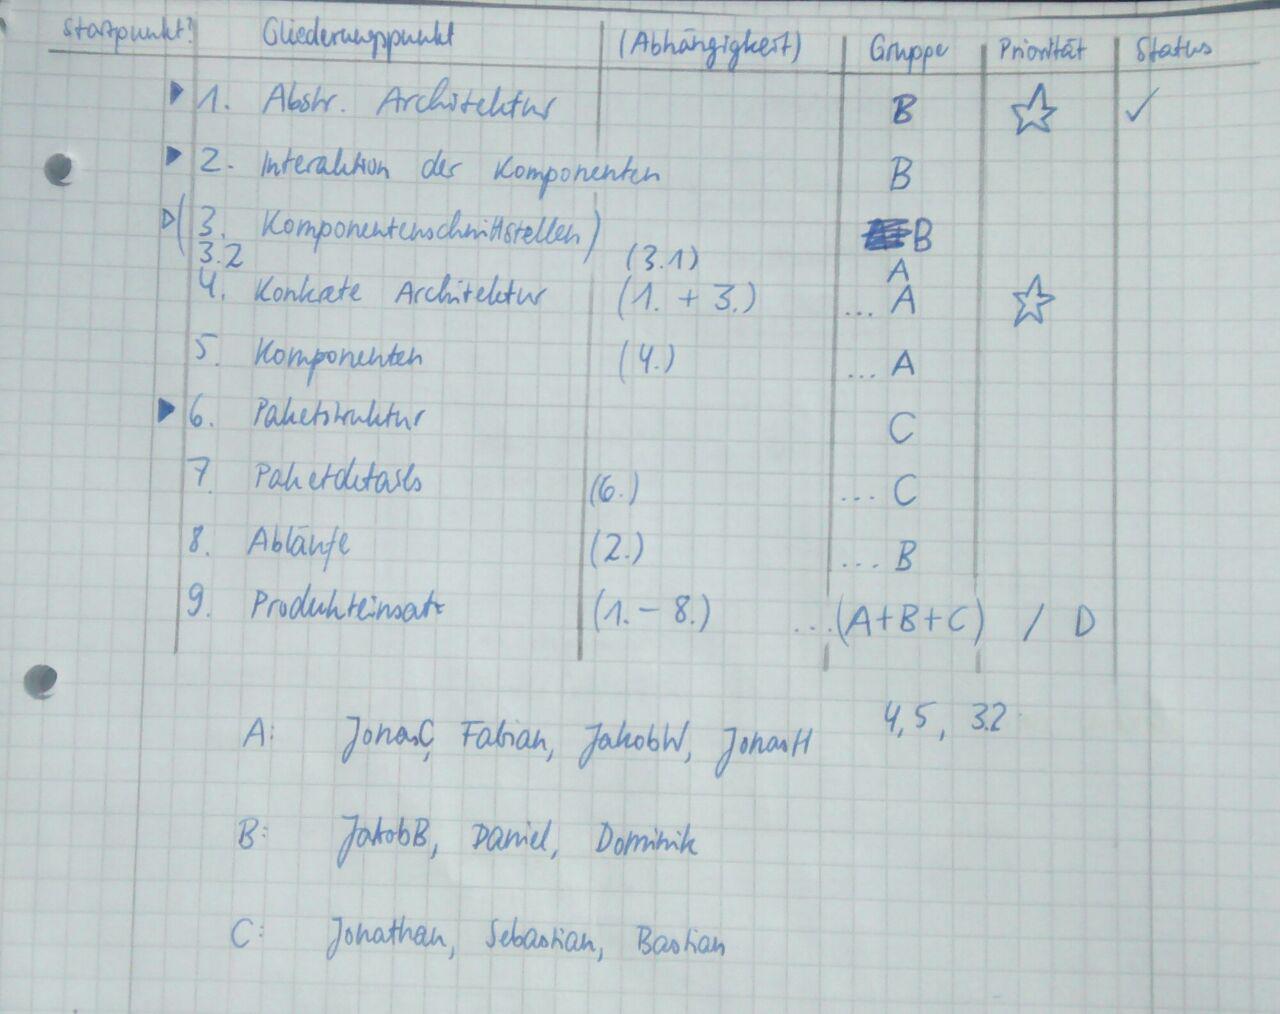 Startpunkt? Gliederungspunkt (Abhängigkeit) Gruppe Priorität Status
1. Abstr. Architektur B ☆ ✓
2. Interaktion der Komponenten B
(3. Komponentenschnittstellen) B
3.2 (3.1) A
4. Konkrete Architektur (1. + 3.) ... A ☆
5. Komponenten (4.) ... A
6. Paketstruktur C
7. Paketdetails (6.) ... C
8. Abläufe (2.) ... B
9. Produkteinsatz (1. - 8.) ... (A+B+C) / D
A: JonasC, Fabian, JakobW, JonasH 4, 5, 3.2
B: JakobB, Daniel, Dominik
C: Jonathan, Sebastian, Bastian